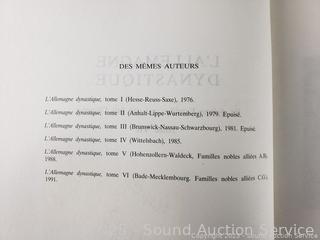 L'ALLEMAGNE
DYNASTIQUE
DES MÊMES AUTEURS
L'Allemagne dynastique, tome I (Hesse-Reuss-Saxe), 1976.
L'Allemagne dynastique, tome II (Anhalt-Lippe-Wurtemberg), 1979. Epuisé.
L'Allemagne dynastique, tome III (Brunswick-Nassau-Schwarzbourg), 1981. Epuisé.
L'Allemagne dynastique, tome IV (Wittelsbach), 1985.
L'Allemagne dynastique, tome V (Hohenzollern-Waldeck, Familles nobles alliées A.B)
1988.
L'Allemagne dynastique, tome VI (Bade-Mecklembourg. Familles nobles alliées C.G)
1991.
Sound Auction Service